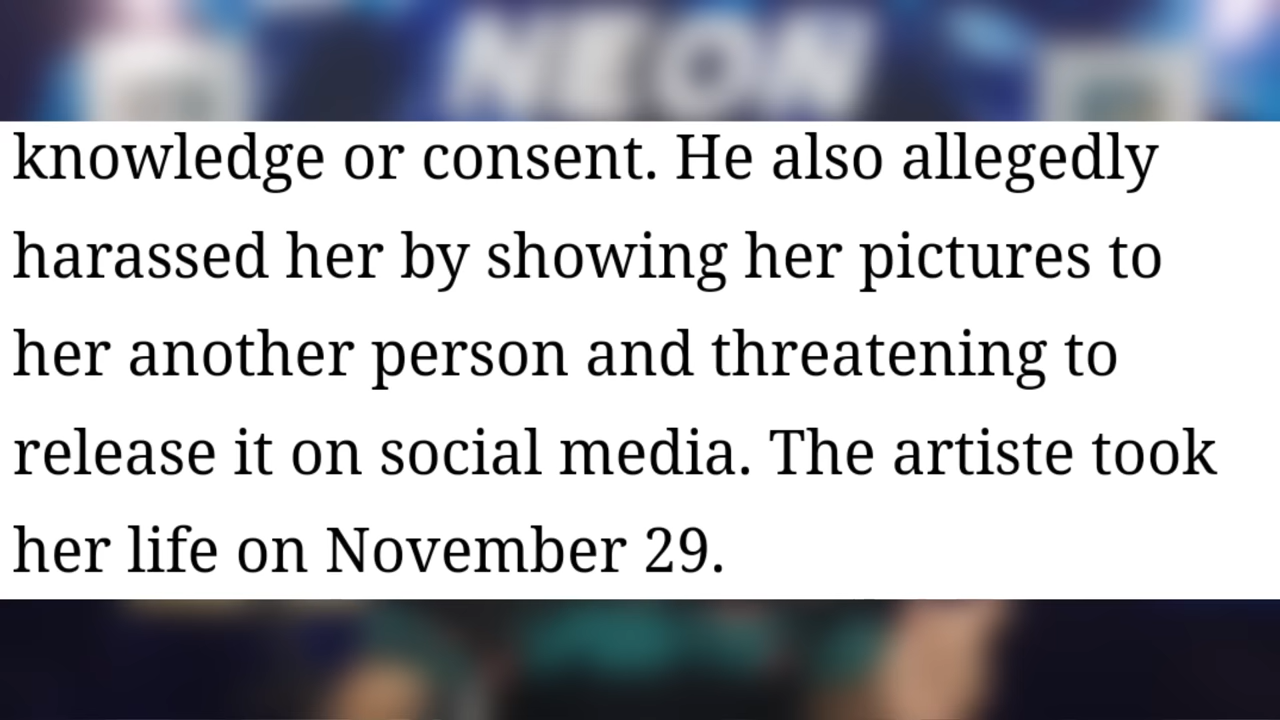 NEON
knowledge or consent. He also allegedly
harassed her by showing her pictures to
her another person and threatening to
release it on social media. The artiste took
her life on November 29.